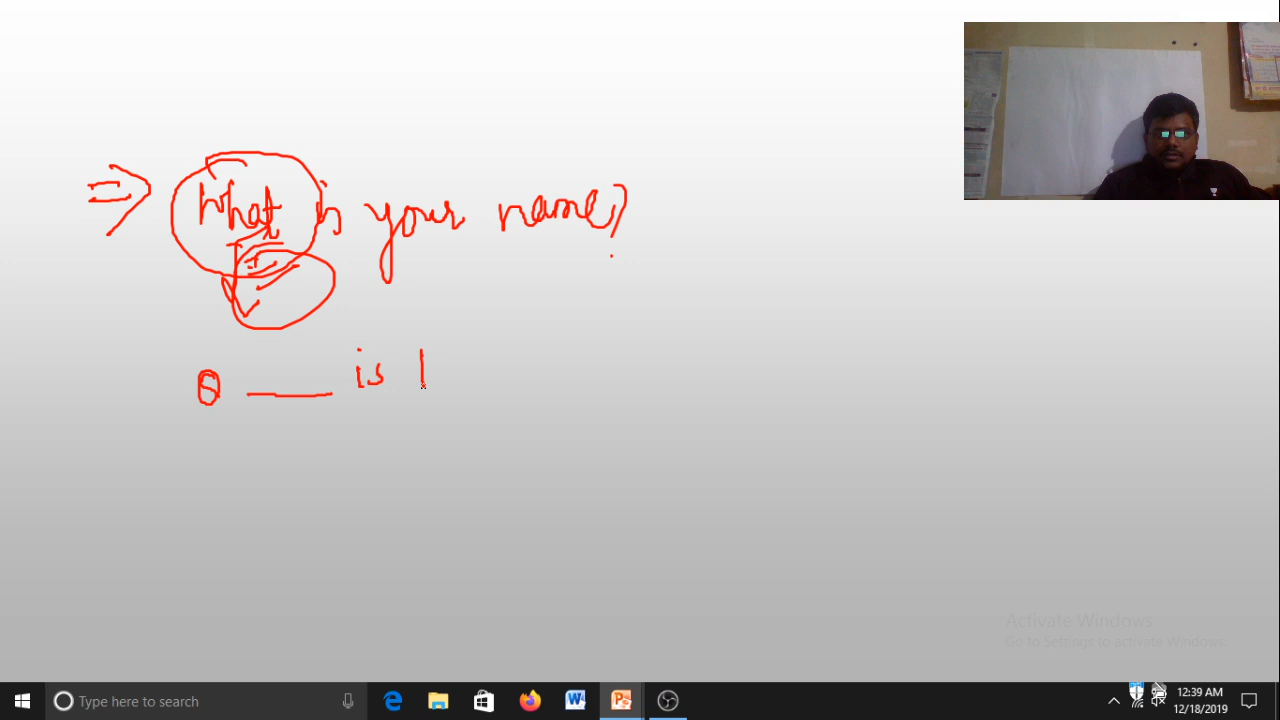 ⇒ What is your name?
Q ____ is
Activate Windows
Go to Settings to activate Windows.
Type here to search
12:39 AM
12/18/2019